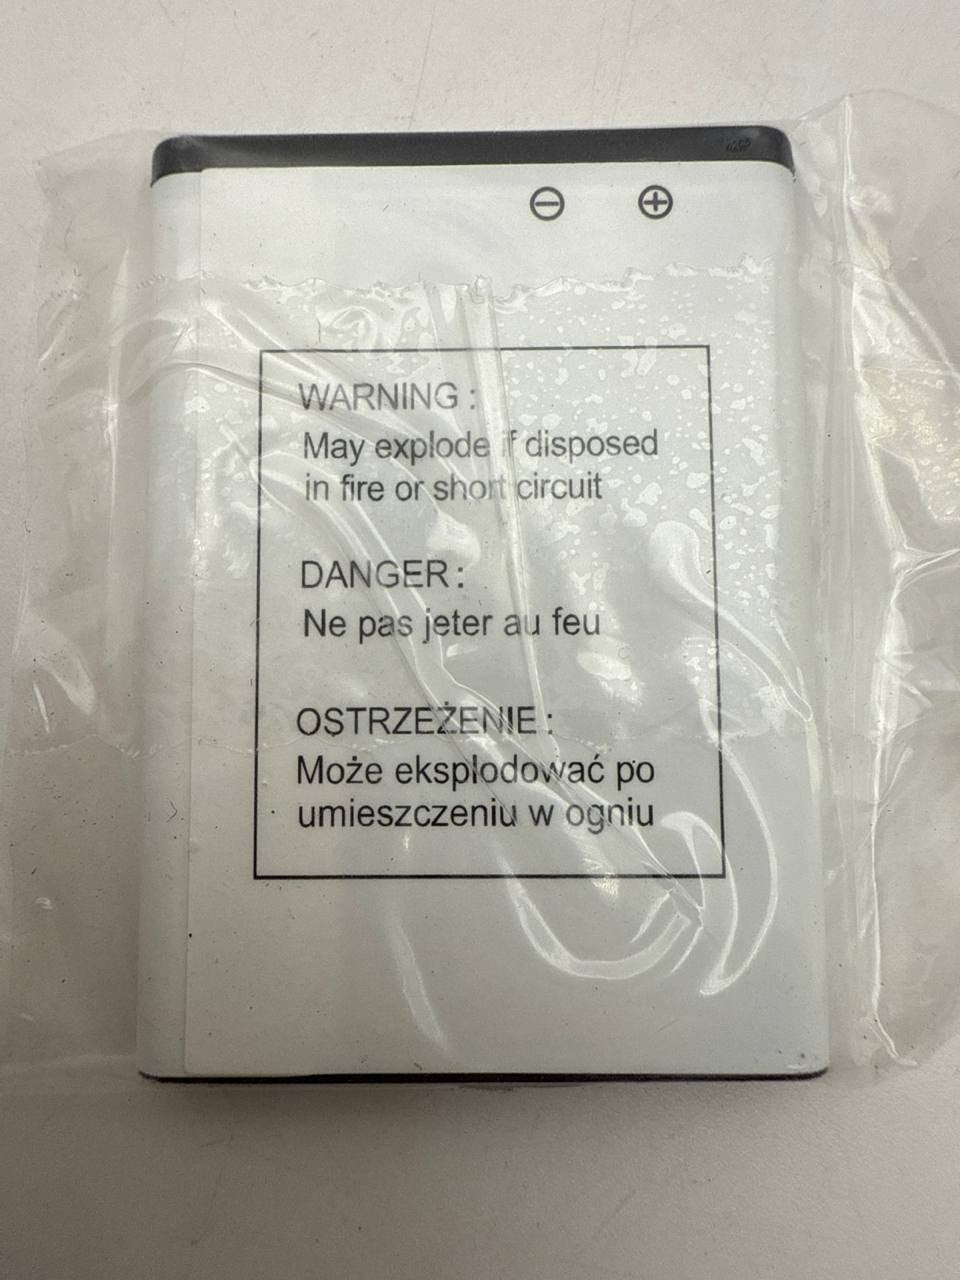 WARNING :
May explode if disposed
in fire or short circuit
DANGER :
Ne pas jeter au feu
OSTRZEŻENIE :
Może eksplodować po
umieszczeniu w ogniu